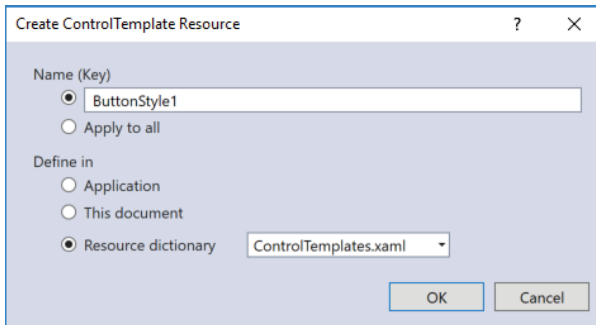 Create ControlTemplate Resource ?
Name (Key)
ButtonStyle1
Apply to all
Define in
Application
This document
Resource dictionary ControlTemplates.xaml
OK Cancel